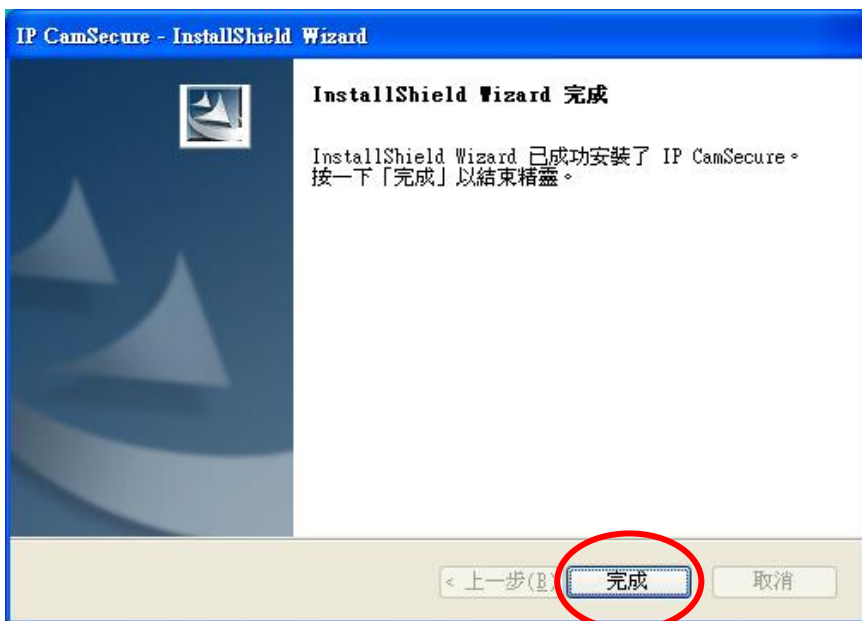 IP CamSecure - InstallShield Wizard
InstallShield Wizard 完成
InstallShield Wizard 已成功安裝了 IP CamSecure。
按一下「完成」以結束精靈。
< 上一步(B)
完成
取消